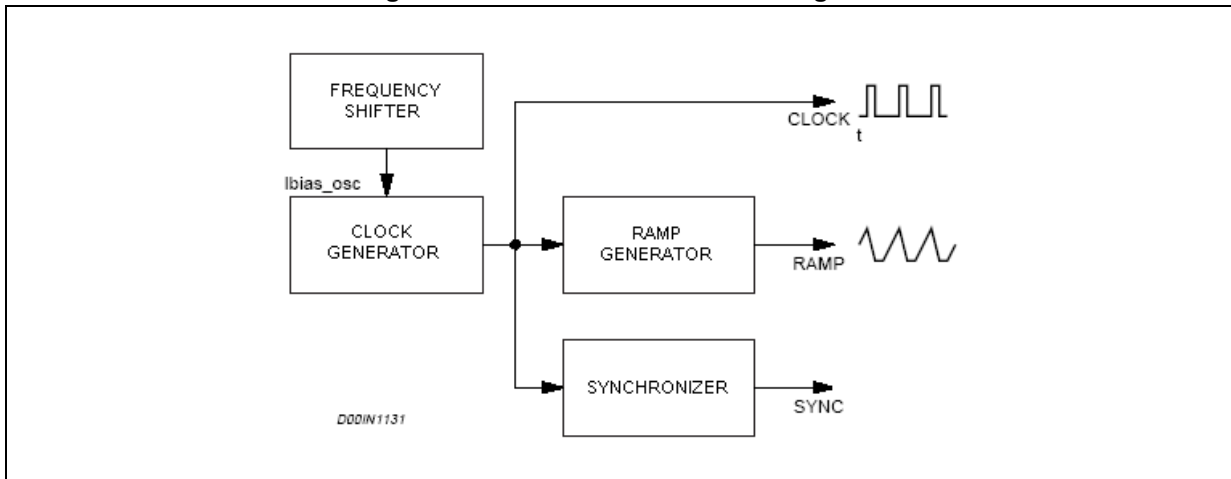 FREQUENCY
SHIFTER
CLOCK
t
Ibias_osc
CLOCK
GENERATOR
RAMP
GENERATOR
RAMP
SYNCHRONIZER
SYNC
D00IN1131